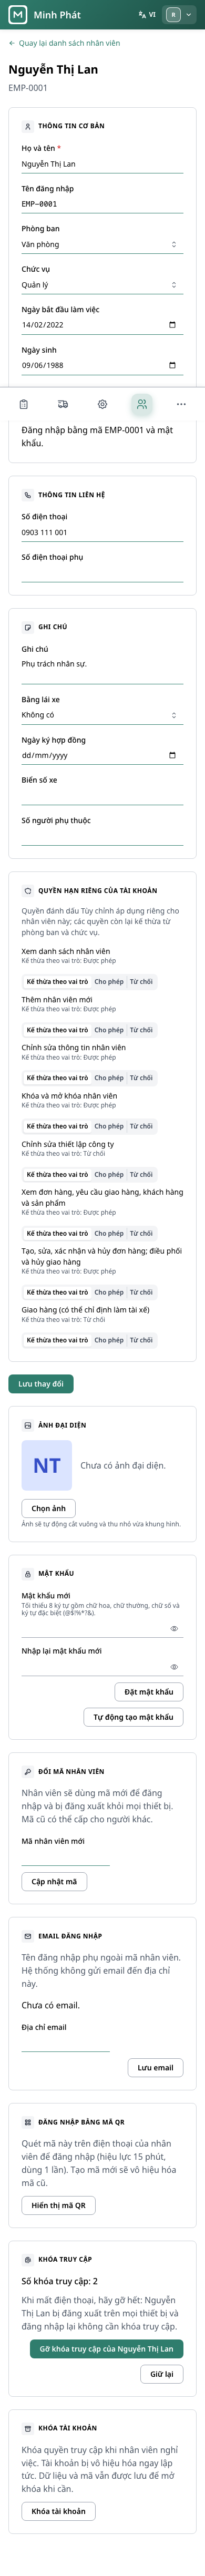 Minh Phát
VI
R
Quay lại danh sách nhân viên
Nguyễn Thị Lan
EMP-0001
THÔNG TIN CƠ BẢN
Họ và tên *
Nguyễn Thị Lan
Tên đăng nhập
EMP-0001
Phòng ban
Văn phòng
Chức vụ
Quản lý
Ngày bắt đầu làm việc
14/02/2022
Ngày sinh
09/06/1988
Đăng nhập bằng mã EMP-0001 và mật
khẩu.
THÔNG TIN LIÊN HỆ
Số điện thoại
0903 111 001
Số điện thoại phụ
GHI CHÚ
Ghi chú
Phụ trách nhân sự.
Bằng lái xe
Không có
Ngày ký hợp đồng
dd/mm/yyyy
Biển số xe
Số người phụ thuộc
QUYỀN HẠN RIÊNG CỦA TÀI KHOẢN
Quyền đánh dấu Tùy chỉnh áp dụng riêng cho
nhân viên này; các quyền còn lại kế thừa từ
phòng ban và chức vụ.
Xem danh sách nhân viên
Kế thừa theo vai trò: Được phép
Kế thừa theo vai trò Cho phép Từ chối
Thêm nhân viên mới
Kế thừa theo vai trò: Được phép
Kế thừa theo vai trò Cho phép Từ chối
Chỉnh sửa thông tin nhân viên
Kế thừa theo vai trò: Được phép
Kế thừa theo vai trò Cho phép Từ chối
Khóa và mở khóa nhân viên
Kế thừa theo vai trò: Được phép
Kế thừa theo vai trò Cho phép Từ chối
Chỉnh sửa thiết lập công ty
Kế thừa theo vai trò: Từ chối
Kế thừa theo vai trò Cho phép Từ chối
Xem đơn hàng, yêu cầu giao hàng, khách hàng
và sản phẩm
Kế thừa theo vai trò: Được phép
Kế thừa theo vai trò Cho phép Từ chối
Tạo, sửa, xác nhận và hủy đơn hàng; điều phối
và hủy giao hàng
Kế thừa theo vai trò: Được phép
Kế thừa theo vai trò Cho phép Từ chối
Giao hàng (có thể chỉ định làm tài xế)
Kế thừa theo vai trò: Từ chối
Kế thừa theo vai trò Cho phép Từ chối
Lưu thay đổi
ẢNH ĐẠI DIỆN
NT
Chưa có ảnh đại diện.
Chọn ảnh
Ảnh sẽ tự động cắt vuông và thu nhỏ vừa khung hình.
MẬT KHẨU
Mật khẩu mới
Tối thiểu 8 ký tự gồm chữ hoa, chữ thường, chữ số và
ký tự đặc biệt (@$!%*?&).
Nhập lại mật khẩu mới
Đặt mật khẩu
Tự động tạo mật khẩu
ĐỔI MÃ NHÂN VIÊN
Nhân viên sẽ dùng mã mới để đăng
nhập và bị đăng xuất khỏi mọi thiết bị.
Mã cũ có thể cấp cho người khác.
Mã nhân viên mới
Cập nhật mã
EMAIL ĐĂNG NHẬP
Tên đăng nhập phụ ngoài mã nhân viên.
Hệ thống không gửi email đến địa chỉ
này.
Chưa có email.
Địa chỉ email
Lưu email
ĐĂNG NHẬP BẰNG MÃ QR
Quét mã này trên điện thoại của nhân
viên để đăng nhập (hiệu lực 15 phút,
dùng 1 lần). Tạo mã mới sẽ vô hiệu hóa
mã cũ.
Hiển thị mã QR
KHÓA TRUY CẬP
Số khóa truy cập: 2
Khi mất điện thoại, hãy gỡ hết: Nguyễn
Thị Lan bị đăng xuất trên mọi thiết bị và
đăng nhập lại không cần khóa truy cập.
Gỡ khóa truy cập của Nguyễn Thị Lan
Giữ lại
KHÓA TÀI KHOẢN
Khóa quyền truy cập khi nhân viên nghỉ
việc. Tài khoản bị vô hiệu hóa ngay lập
tức. Dữ liệu và mã vẫn được lưu để mở
khóa khi cần.
Khóa tài khoản